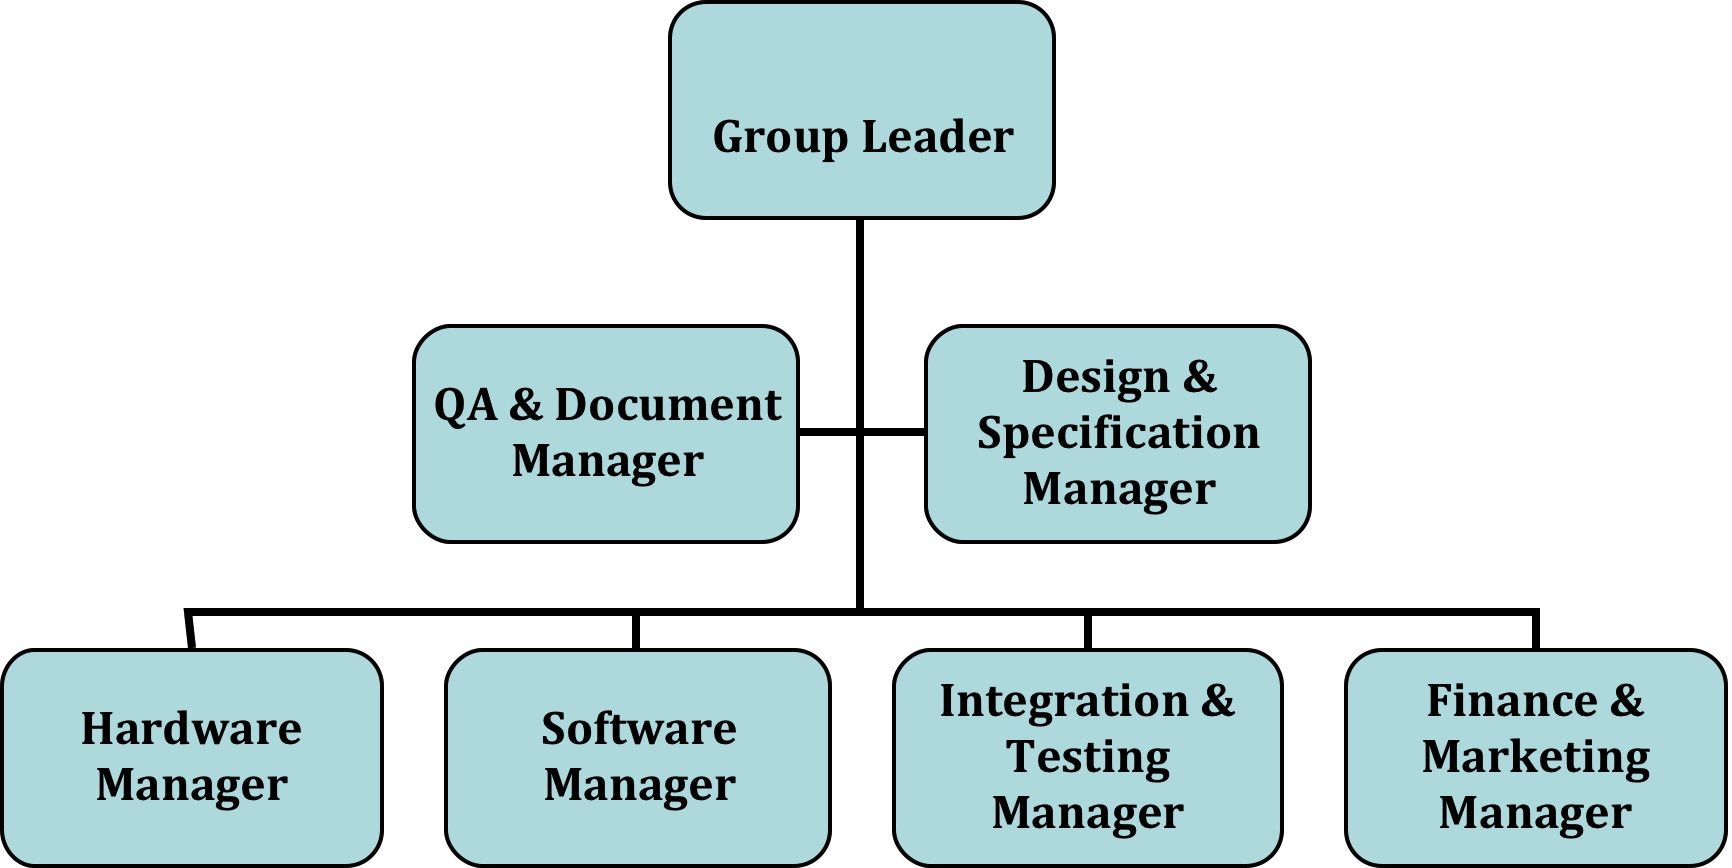 Group Leader
QA & Document
Manager
Design &
Specification
Manager
Hardware
Manager
Software
Manager
Integration &
Testing
Manager
Finance &
Marketing
Manager